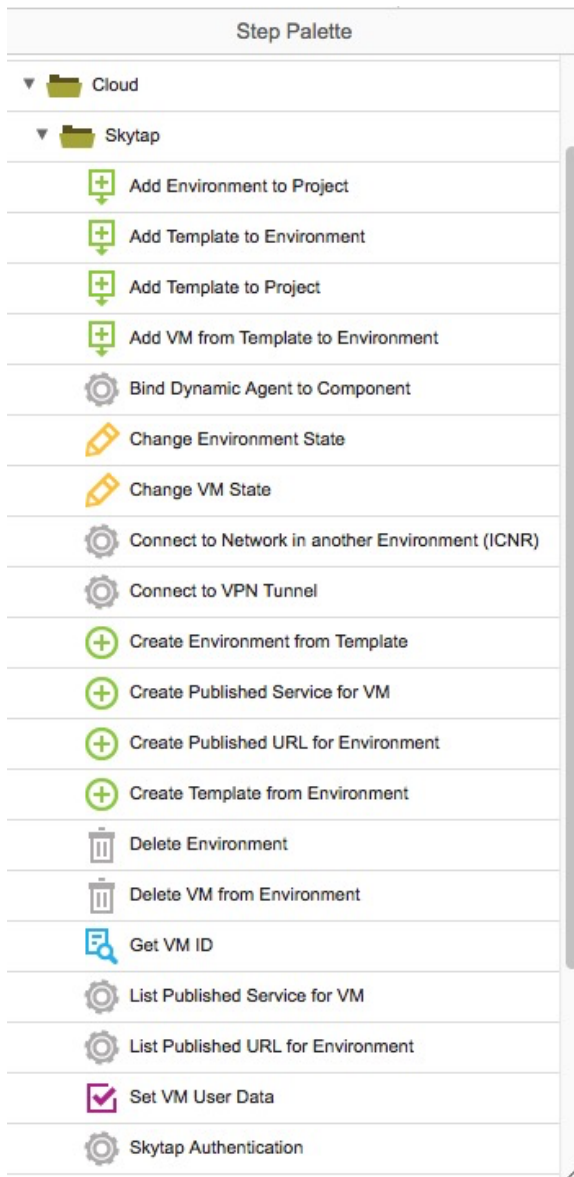 Step Palette
Cloud
Skytap
Add Environment to Project
Add Template to Environment
Add Template to Project
Add VM from Template to Environment
Bind Dynamic Agent to Component
Change Environment State
Change VM State
Connect to Network in another Environment (ICNR)
Connect to VPN Tunnel
Create Environment from Template
Create Published Service for VM
Create Published URL for Environment
Create Template from Environment
Delete Environment
Delete VM from Environment
Get VM ID
List Published Service for VM
List Published URL for Environment
Set VM User Data
Skytap Authentication